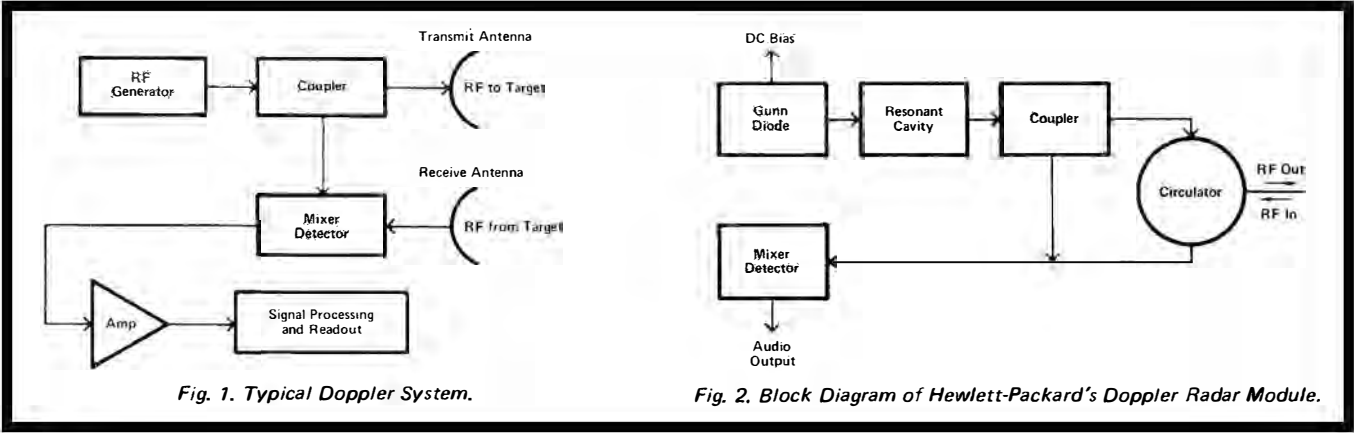 Transmit Antenna
RF
Generator
Coupler
RF to Target
Receive Antenna
Mixer
Detector
RF from Target
Amp
Signal Processing
and Readout
Fig. 1. Typical Doppler System.
DC Bias
Gunn
Diode
Resonant
Cavity
Coupler
Circulator
RF Out
RF In
Mixer
Detector
Audio
Output
Fig. 2. Block Diagram of Hewlett-Packard's Doppler Radar Module.